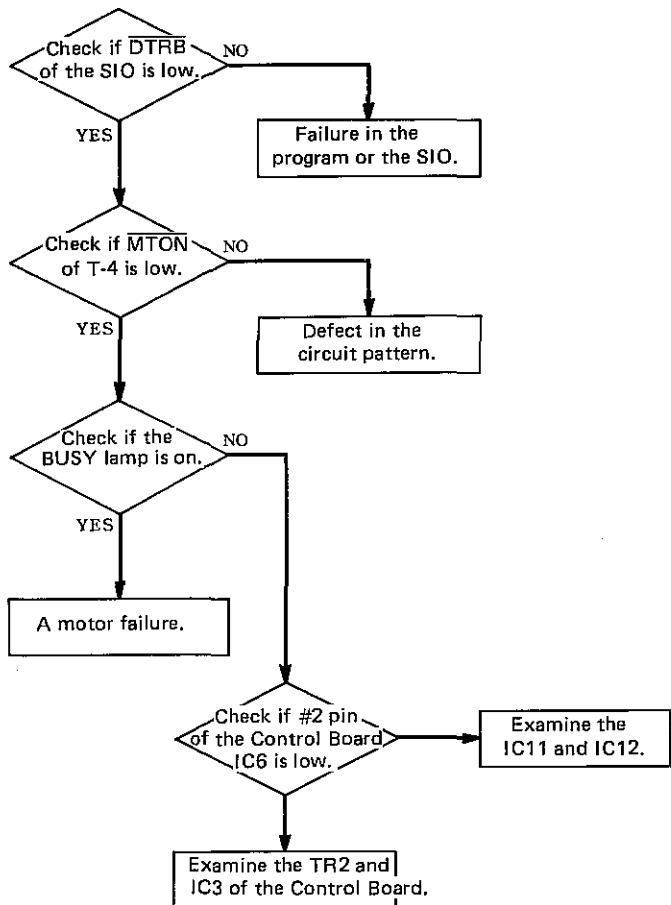 Check if D̅T̅R̅B̅
of the SIO is low.
NO
YES
Failure in the
program or the SIO.
Check if M̅T̅O̅N̅
of T-4 is low.
NO
YES
Defect in the
circuit pattern.
Check if the
BUSY lamp is on.
NO
YES
A motor failure.
Check if #2 pin
of the Control Board
IC6 is low.
Examine the
IC11 and IC12.
Examine the TR2 and
IC3 of the Control Board.